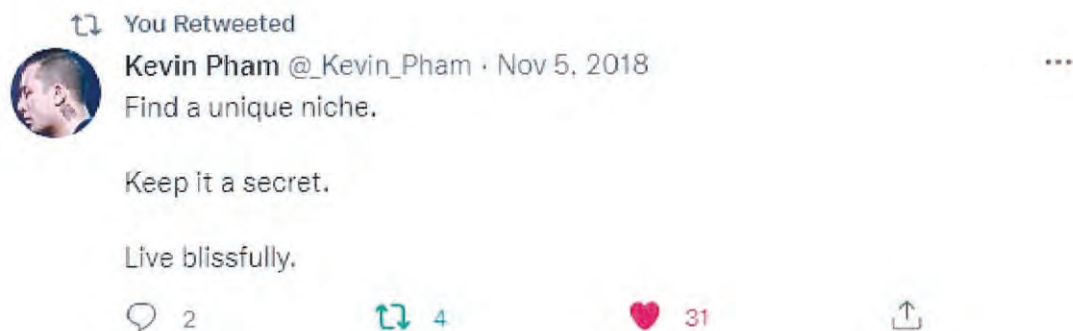 You Retweeted
Kevin Pham @_Kevin_Pham · Nov 5, 2018
Find a unique niche.
Keep it a secret.
Live blissfully.
2 4 31